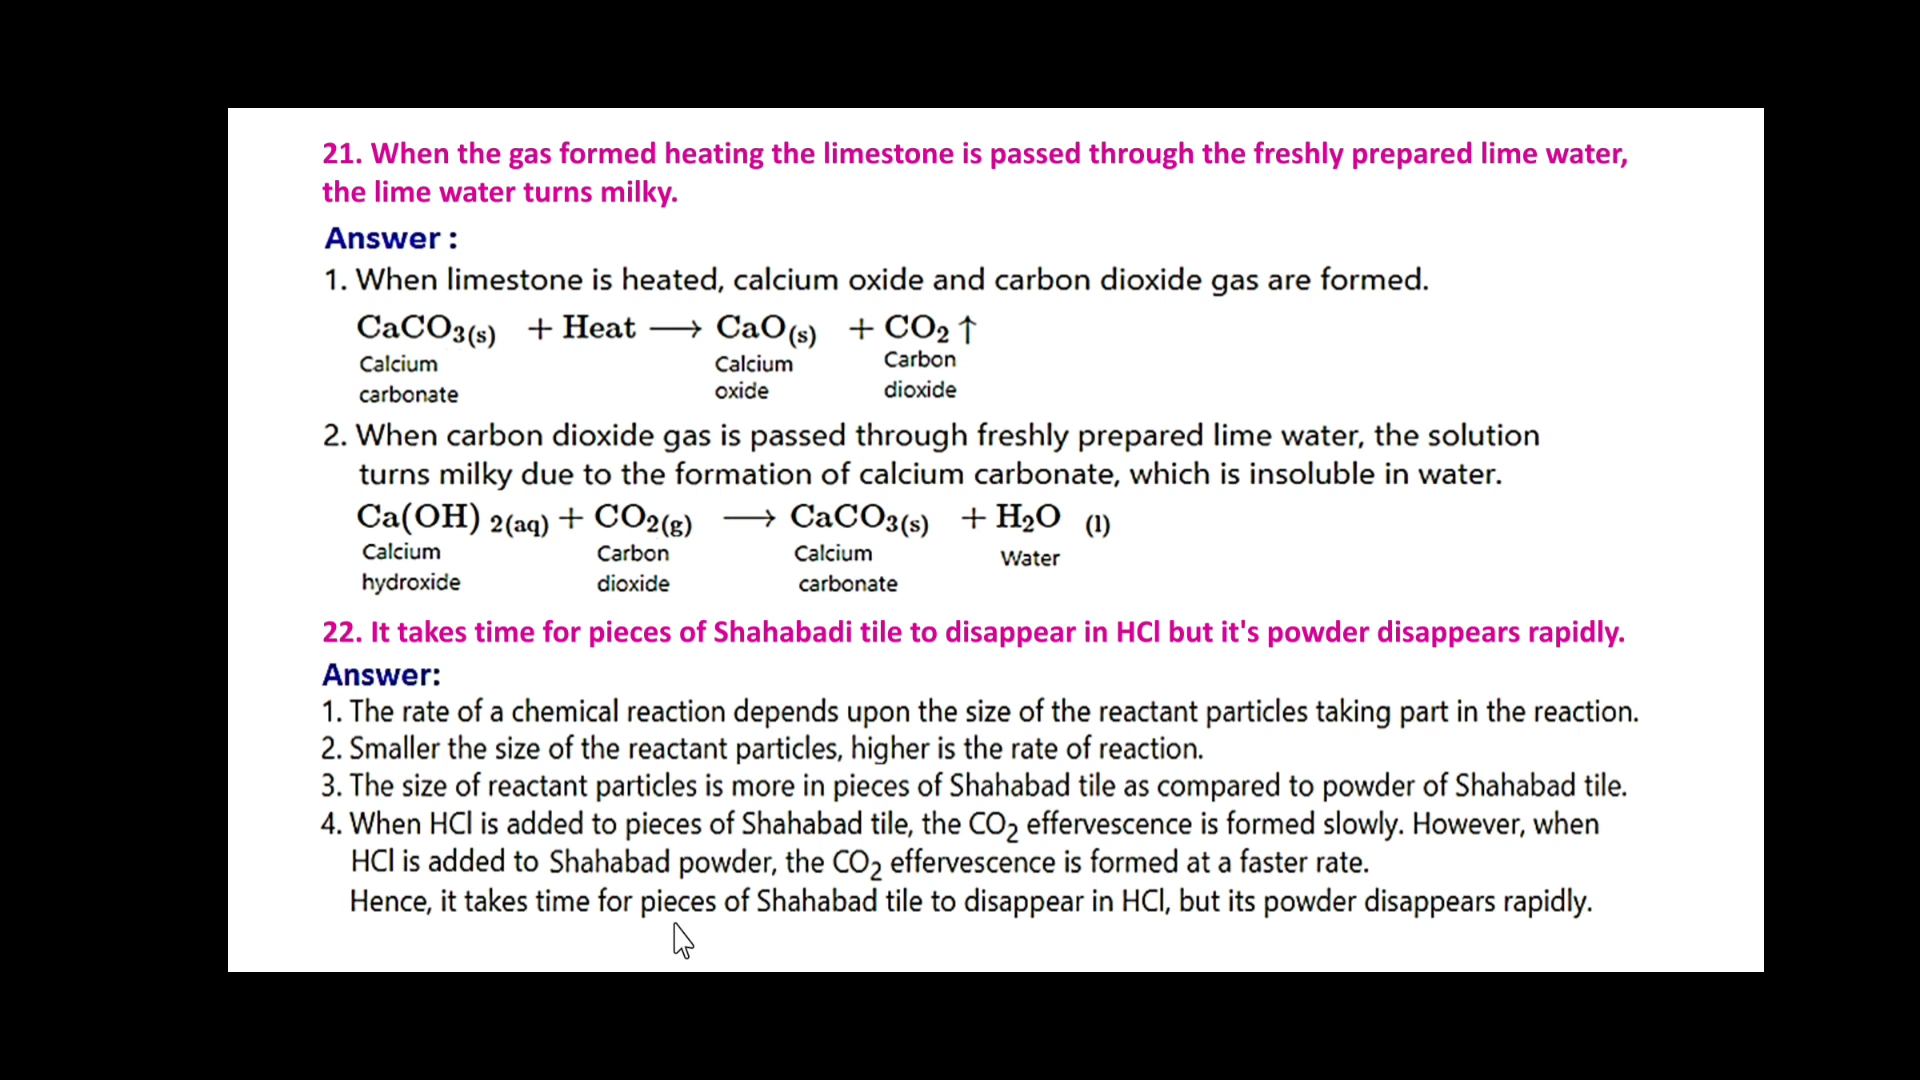 21. When the gas formed heating the limestone is passed through the freshly prepared lime water,
the lime water turns milky.
Answer :
1. When limestone is heated, calcium oxide and carbon dioxide gas are formed.
CaCO₃(s) + Heat ⟶ CaO(s) + CO₂ ↑
Calcium Calcium Carbon
carbonate oxide dioxide
2. When carbon dioxide gas is passed through freshly prepared lime water, the solution
turns milky due to the formation of calcium carbonate, which is insoluble in water.
Ca(OH) ₂(aq) + CO₂(g) ⟶ CaCO₃(s) + H₂O (l)
Calcium Carbon Calcium Water
hydroxide dioxide carbonate
22. It takes time for pieces of Shahabadi tile to disappear in HCl but it's powder disappears rapidly.
Answer:
1. The rate of a chemical reaction depends upon the size of the reactant particles taking part in the reaction.
2. Smaller the size of the reactant particles, higher is the rate of reaction.
3. The size of reactant particles is more in pieces of Shahabad tile as compared to powder of Shahabad tile.
4. When HCl is added to pieces of Shahabad tile, the CO₂ effervescence is formed slowly. However, when
HCl is added to Shahabad powder, the CO₂ effervescence is formed at a faster rate.
Hence, it takes time for pieces of Shahabad tile to disappear in HCl, but its powder disappears rapidly.